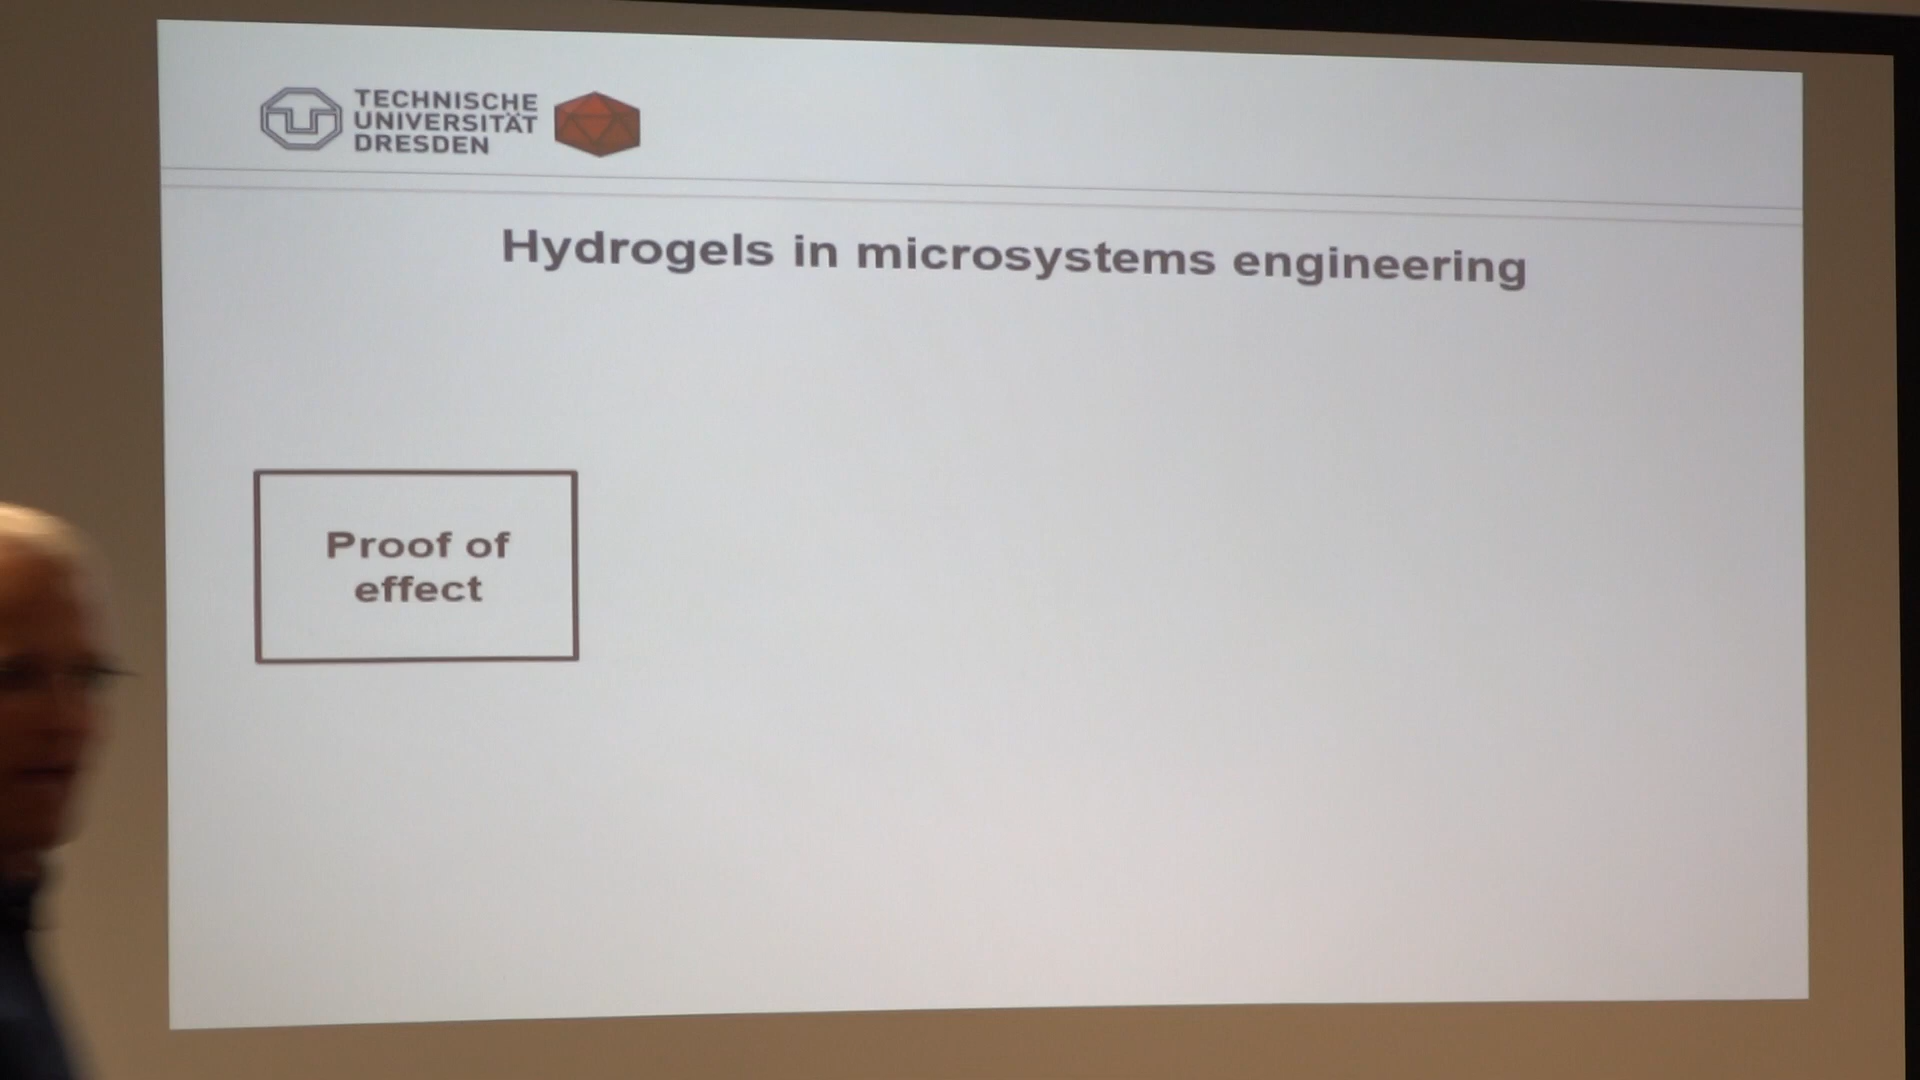 TECHNISCHE
UNIVERSITÄT
DRESDEN
Hydrogels in microsystems engineering
Proof of
effect